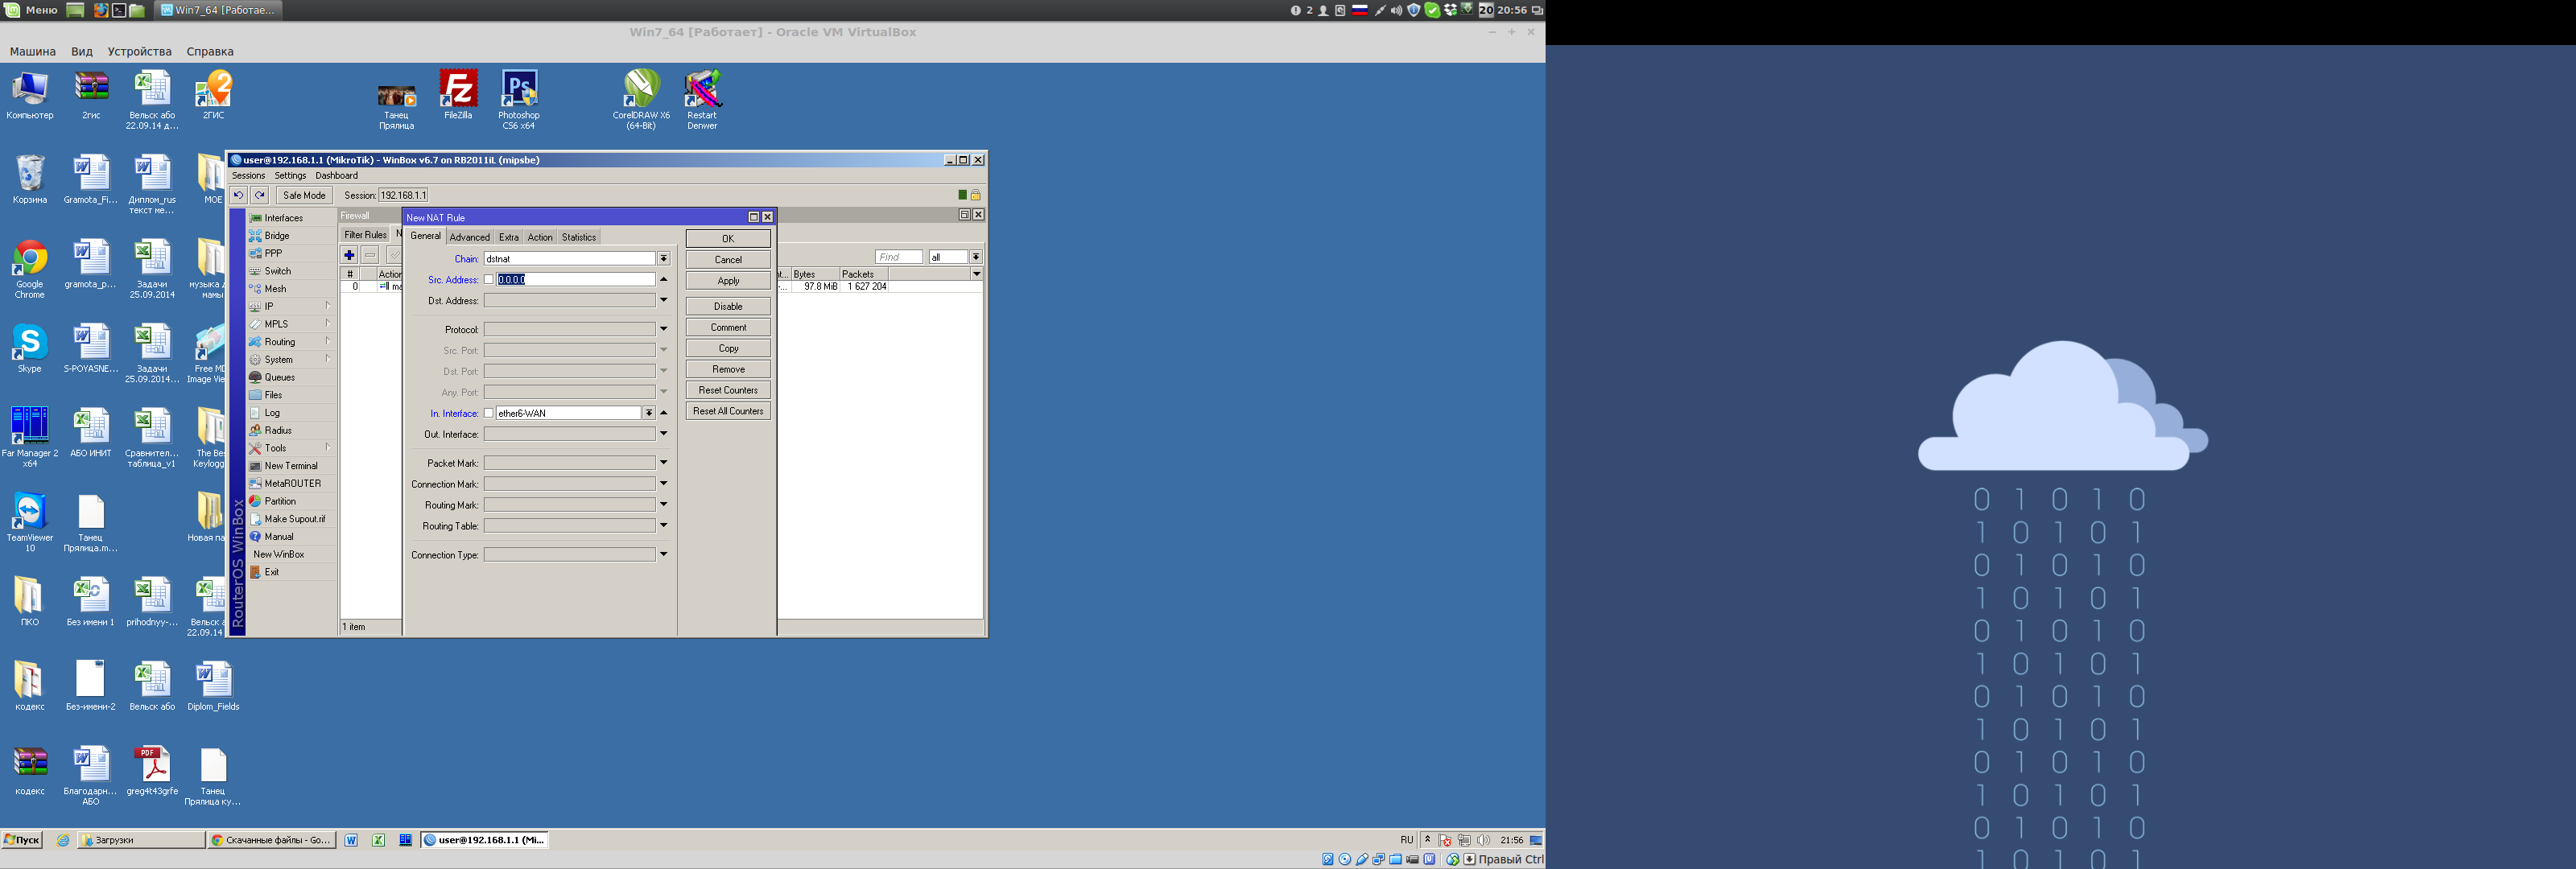 Меню
Win7_64 [Работае...
2
20
20:56
Win7_64 [Работает] - Oracle VM VirtualBox
Машина Вид Устройства Справка
Компьютер
2гис
Вельск або 22.09.14 д...
2ГИС
Танец Прялица
FileZilla
Photoshop CS6 x64
CorelDRAW X6 (64-Bit)
Restart Denwer
Корзина
Gramota_Fi...
Диплом_rus текст ме...
МОЕ
Google Chrome
gramota_p...
Задачи 25.09.2014
музыка д мамы
Skype
S-POYASNE...
Задачи 25.09.2014...
Free MD Image Vie
Far Manager 2 x64
АБО ИНИТ
Сравнител... таблица_v1
The Bes Keylogg
TeamViewer 10
Танец Прялица.m...
Новая па
ПКО
Без имени 1
prihodnyy-...
Вельск а 22.09.14
кодекс
Без-имени-2
Вельск або
Diplom_Fields
кодекс
Благодарн... АБО
greg4t43grfe
Танец Прялица ку...
user@192.168.1.1 (MikroTik) - WinBox v6.7 on RB2011iL (mipsbe)
Sessions Settings Dashboard
Safe Mode Session: 192.168.1.1
RouterOS WinBox
Interfaces
Bridge
PPP
Switch
Mesh
IP
MPLS
Routing
System
Queues
Files
Log
Radius
Tools
New Terminal
MetaROUTER
Partition
Make Supout.rif
Manual
New WinBox
Exit
Firewall
Filter Rules N
Find
all
# Action
t... Bytes Packets
0 ma
... 97.8 MiB 1 627 204
1 item
New NAT Rule
General Advanced Extra Action Statistics
Chain: dstnat
Src. Address: 0.0.0.0
Dst. Address:
Protocol:
Src. Port:
Dst. Port:
Any. Port:
In. Interface: ether6-WAN
Out. Interface:
Packet Mark:
Connection Mark:
Routing Mark:
Routing Table:
Connection Type:
OK
Cancel
Apply
Disable
Comment
Copy
Remove
Reset Counters
Reset All Counters
0 1 0 1 0
1 0 1 0 1
0 1 0 1 0
1 0 1 0 1
0 1 0 1 0
1 0 1 0 1
0 1 0 1 0
1 0 1 0 1
0 1 0 1 0
1 0 1 0 1
0 1 0 1 0
1 0 1 0 1
Пуск
Загрузки
Скачанные файлы - Go...
user@192.168.1.1 (Mi...
RU
21:56
Правый Ctrl